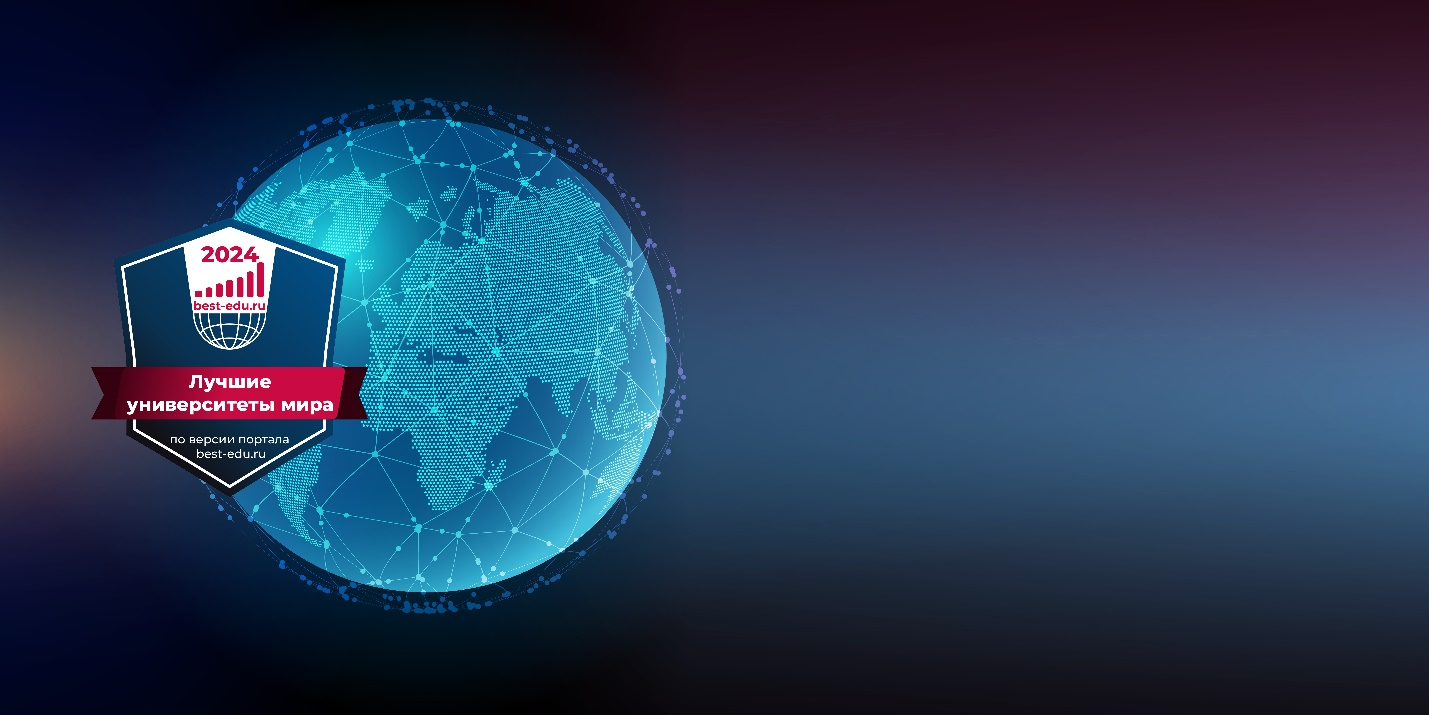 2024
best-edu.ru
Лучшие
университеты мира
по версии портала
best-edu.ru